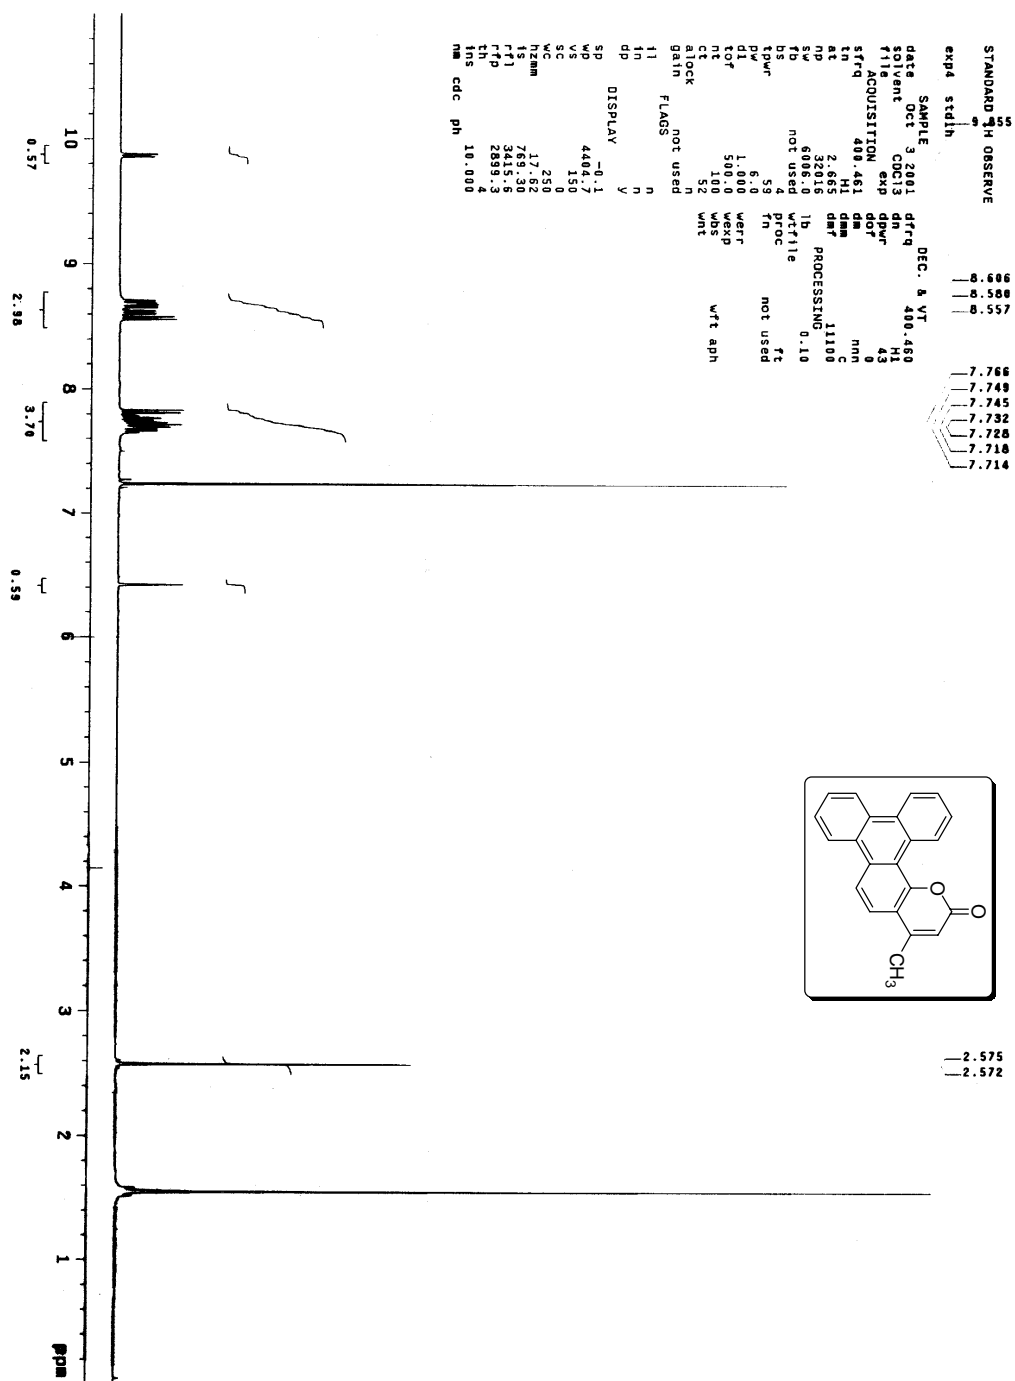 STANDARD 1H OBSERVE
exp4 std1h
SAMPLE
date Oct 3 2001
solvent CDCl3
file exp
ACQUISITION
sfrq 400.461
tn H1
at 2.665
np 32016
sw 6006.0
fb not used
bs 4
tpwr 59
pw 6.0
d1 1.000
tof 500.0
nt 100
ct 52
alock n
gain not used
FLAGS
il n
in n
dp y
DISPLAY
sp -0.1
wp 4404.7
vs 150
sc 0
wc 250
hzmm 17.62
is 769.30
rfl 3415.6
rfp 2899.3
th 4
ins 10.000
nm cdc ph
DEC. & VT
dfrq 400.460
dn H1
dpwr 43
dof 0
dm nnn
dmm c
dmf 11100
PROCESSING
lb 0.10
wtfile
proc ft
fn not used
werr
wexp
wbs wft aph
wnt
9.855
8.606
8.580
8.557
7.766
7.749
7.745
7.732
7.728
7.718
7.714
2.575
2.572
O
O
CH3
10 9 8 7 6 5 4 3 2 1 ppm
0.57 2.98 3.70 0.59 2.15